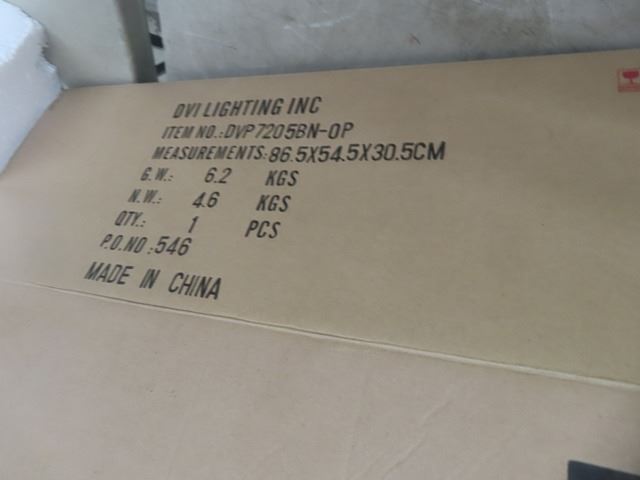 DVI LIGHTING INC
ITEM NO.:DVP7205BN-OP
MEASUREMENTS:86.5X54.5X30.5CM
G.W.: 6.2 KGS
N.W.: 4.6 KGS
QTY.: 1 PCS
P.O.NO :546
MADE IN CHINA